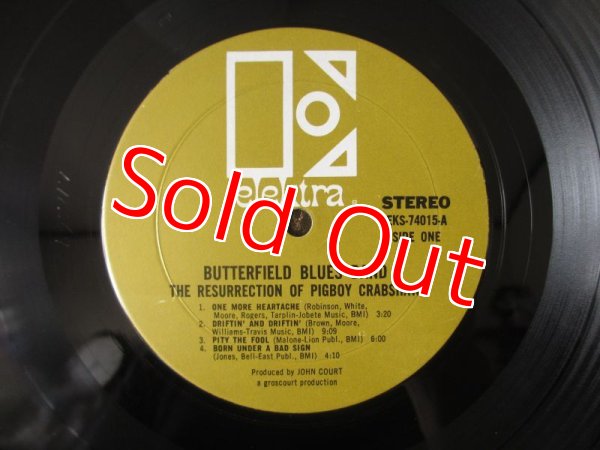 elektra
STEREO
EKS-74015-A
SIDE ONE
Sold Out
BUTTERFIELD BLUES BAND
THE RESURRECTION OF PIGBOY CRABSHAW
1. ONE MORE HEARTACHE (Robinson, White,
Moore, Rogers, Tarplin-Jobete Music, BMI) 3:20
2. DRIFTIN' AND DRIFTIN' (Brown, Moore,
Williams-Travis Music, BMI) 9:09
3. PITY THE FOOL (Malone-Lion Publ., BMI) 6:00
4. BORN UNDER A BAD SIGN
(Jones, Bell-East Publ., BMI) 4:10
Produced by JOHN COURT
a groscourt production